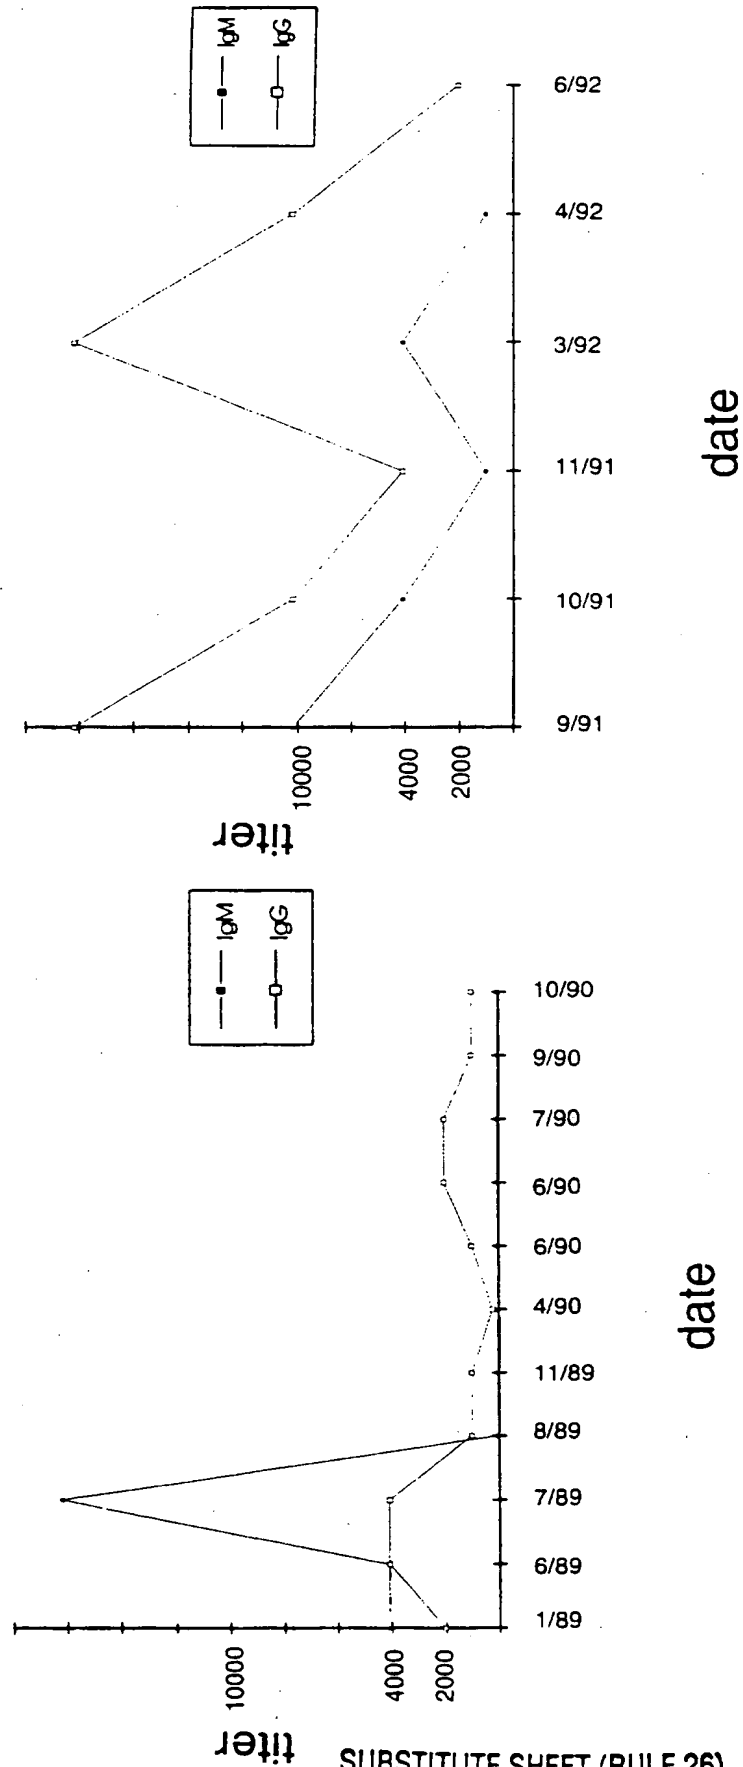 IgM
IgG
titer
10000
4000
2000
9/91
10/91
11/91
3/92
4/92
6/92
date
IgM
IgG
titer
10000
4000
2000
1/89
6/89
7/89
8/89
11/89
4/90
6/90
6/90
7/90
9/90
10/90
date
SUBSTITUTE SHEET (RULE 26)